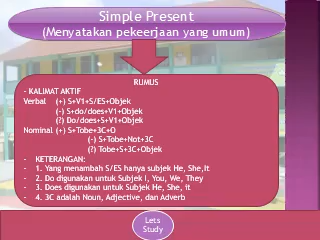 Simple Present
(Menyatakan pekeerjaan yang umum)
RUMUS
- KALIMAT AKTIF
Verbal (+) S+V1+S/ES+Objek
(-) S+do/does+V1+Objek
(?) Do/does+S+V1+Objek
Nominal (+) S+Tobe+3C+O
(-) S+Tobe+Not+3C
(?) Tobe+S+3C+Objek
- KETERANGAN:
- 1. Yang menambah S/ES hanya subjek He, She,It
- 2. Do digunakan untuk Subjek I, You, We, They
- 3. Does digunakan untuk Subjek He, She, it
- 4. 3C adalah Noun, Adjective, dan Adverb
Lets
Study